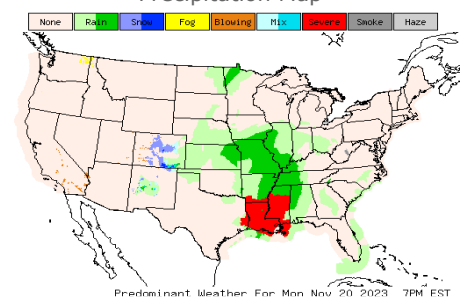 Precipitation Map
None Rain Snow Fog Blowing Mix Severe Smoke Haze
Predominant Weather For Mon Nov 20 2023 7PM EST